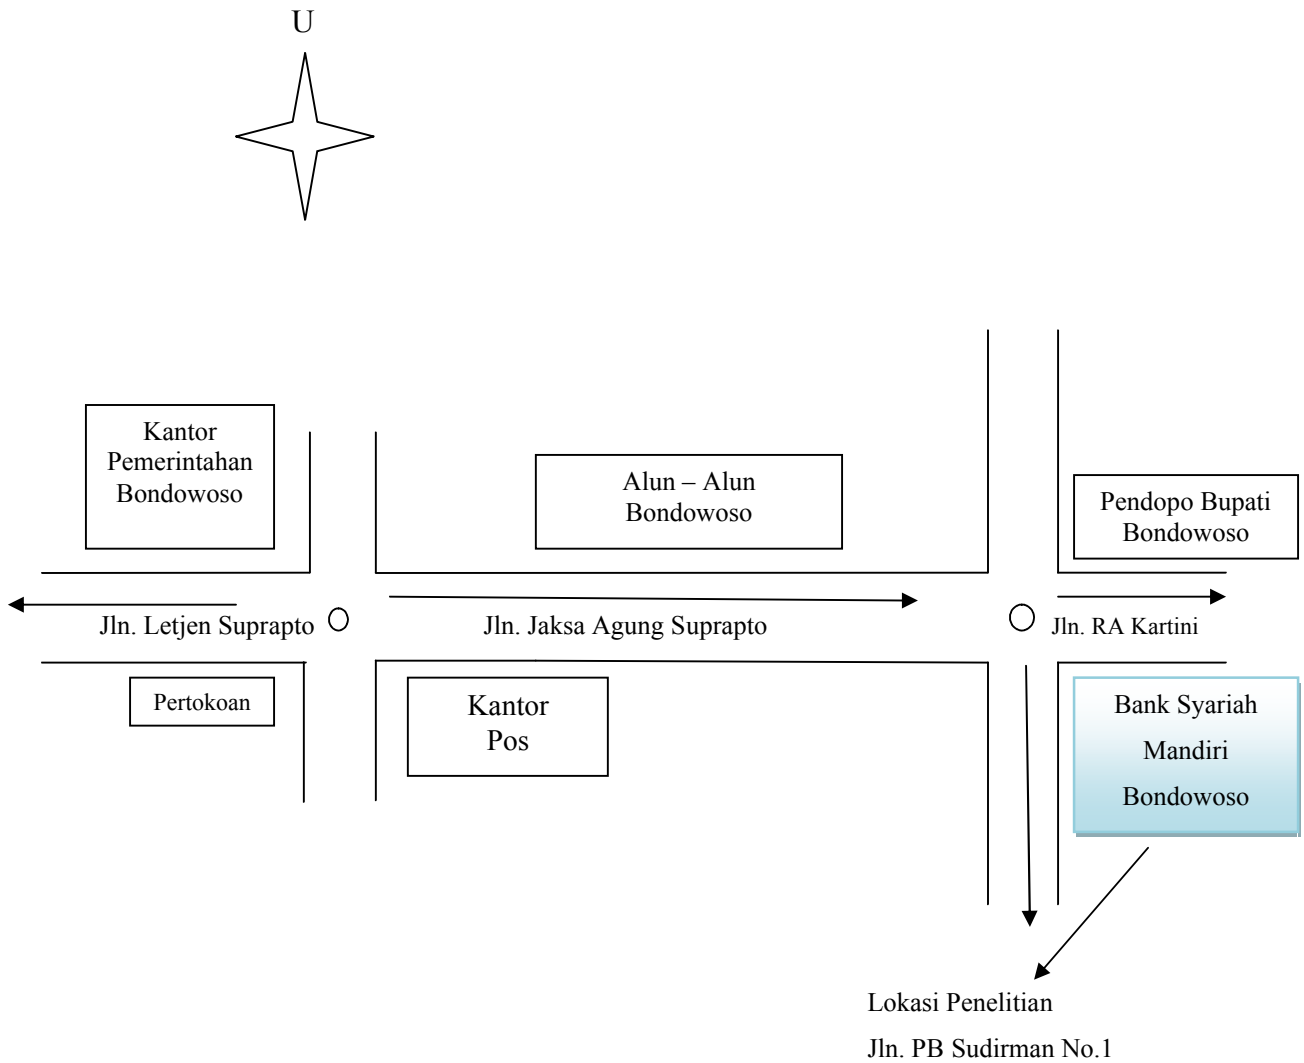 U
Kantor
Pemerintahan
Bondowoso
Alun – Alun
Bondowoso
Pendopo Bupati
Bondowoso
Jln. Letjen Suprapto
Jln. Jaksa Agung Suprapto
Jln. RA Kartini
Pertokoan
Kantor
Pos
Bank Syariah
Mandiri
Bondowoso
Lokasi Penelitian
Jln. PB Sudirman No.1